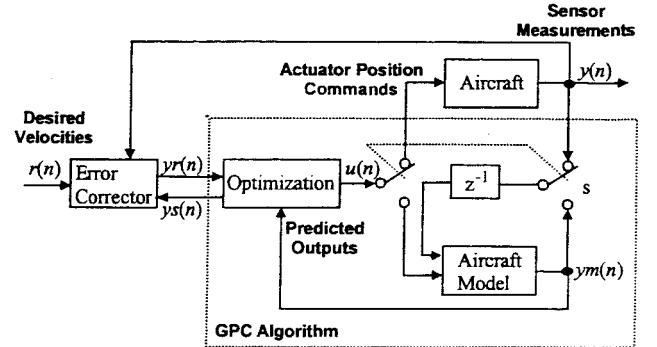 Sensor
Measurements
Actuator Position
Commands
Aircraft
y(n)
Desired
Velocities
r(n)
Error
Corrector
yr(n)
ys(n)
Optimization
u(n)
z⁻¹
s
Predicted
Outputs
Aircraft
Model
ym(n)
GPC Algorithm